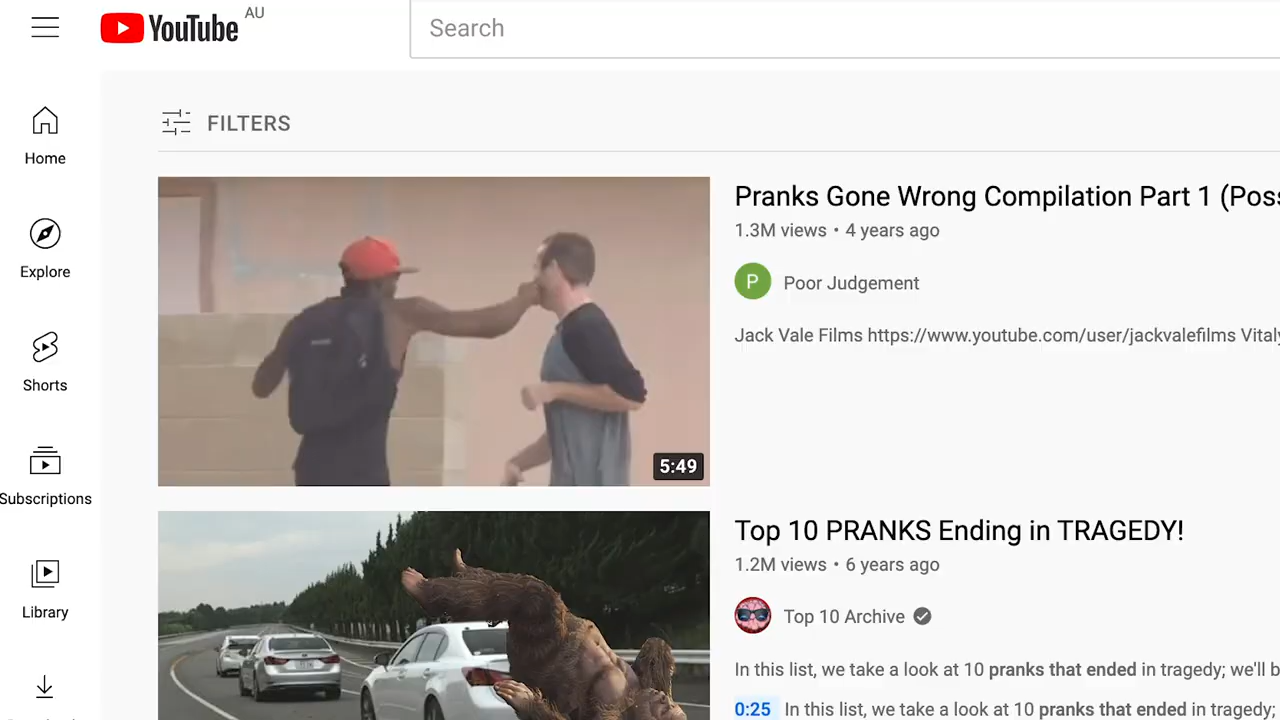 YouTube AU
Search
Home
Explore
Shorts
Subscriptions
Library
FILTERS
5:49
Pranks Gone Wrong Compilation Part 1 (Poss
1.3M views • 4 years ago
P Poor Judgement
Jack Vale Films https://www.youtube.com/user/jackvalefilms Vitaly
Top 10 PRANKS Ending in TRAGEDY!
1.2M views • 6 years ago
Top 10 Archive
In this list, we take a look at 10 pranks that ended in tragedy; we'll b
0:25 In this list, we take a look at 10 pranks that ended in tragedy;